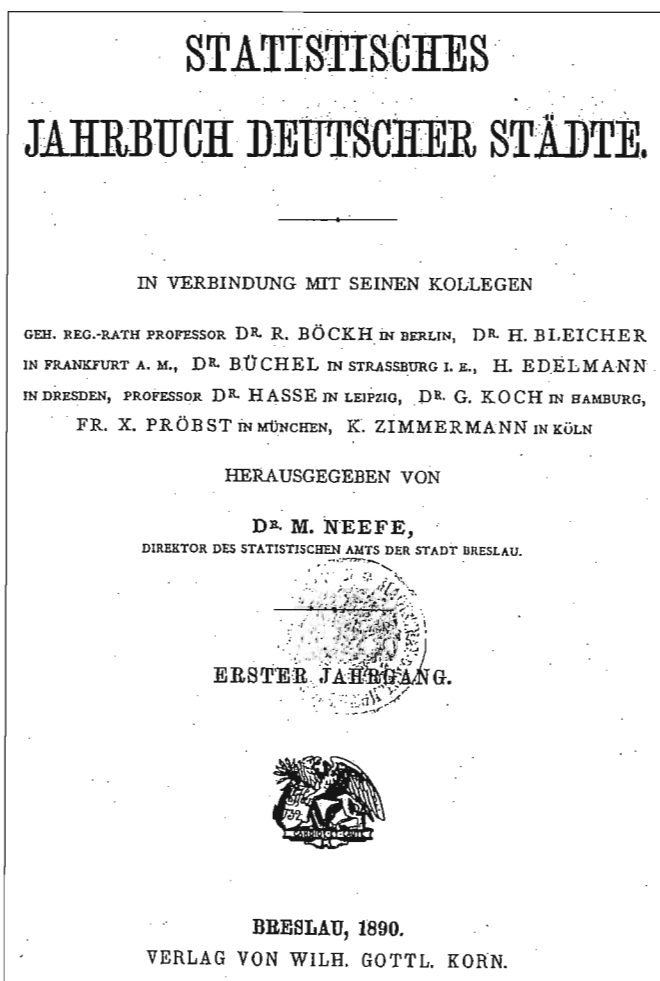 STATISTISCHES
JAHRBUCH DEUTSCHER STÄDTE.
IN VERBINDUNG MIT SEINEN KOLLEGEN
GEH. REG.-RATH PROFESSOR DR. R. BÖCKH IN BERLIN, DR. H. BLEICHER
IN FRANKFURT A. M., DR. BÜCHEL IN STRASSBURG I. E., H. EDELMANN
IN DRESDEN, PROFESSOR DR. HASSE IN LEIPZIG, DR. G. KOCH IN HAMBURG,
FR. X. PRÖBST IN MÜNCHEN, K. ZIMMERMANN IN KÖLN
HERAUSGEGEBEN VON
DR. M. NEEFE,
DIREKTOR DES STATISTISCHEN AMTS DER STADT BRESLAU.
ERSTER JAHRGANG.
CANDIDE ET CAUTE
BRESLAU, 1890.
VERLAG VON WILH. GOTTL. KORN.